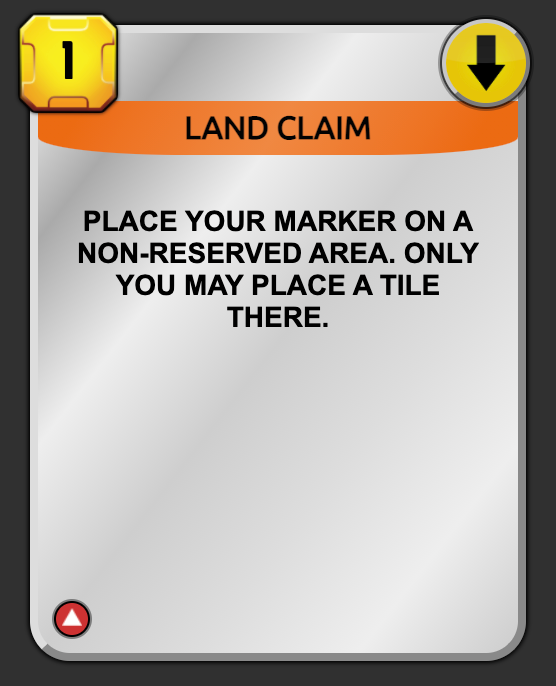 1
LAND CLAIM
PLACE YOUR MARKER ON A
NON-RESERVED AREA. ONLY
YOU MAY PLACE A TILE
THERE.